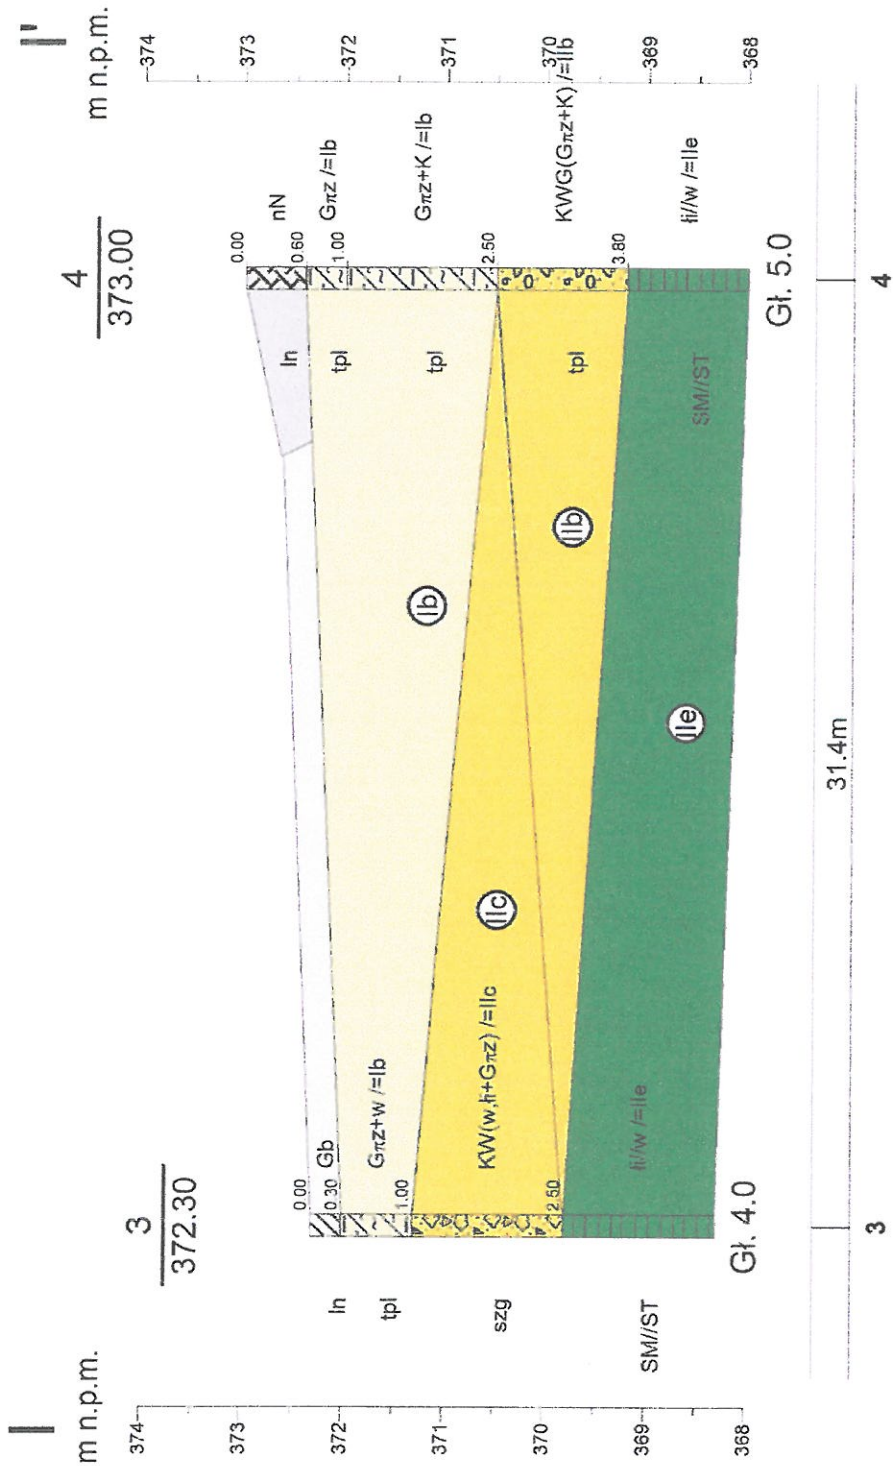 I
I'
m n.p.m.
m n.p.m.
374
373
372
371
370
369
368
374
373
372
371
370
369
368
3
372.30
4
373.00
0.00
0.30
1.00
2.50
Gb
Gπz+w /=Ib
KW(w,łi+Gπz) /=IIc
łi//w /=IIe
ln
tpl
szg
SM//ST
Gł. 4.0
IIc
Ib
IIb
IIe
ln
tpl
tpl
tpl
SM//ST
0.00
0.60
1.00
2.50
3.80
nN
Gπz /=Ib
Gπz+K /=Ib
KWG(Gπz+K) /=IIb
łi//w /=IIe
Gł. 5.0
31.4m
3
4